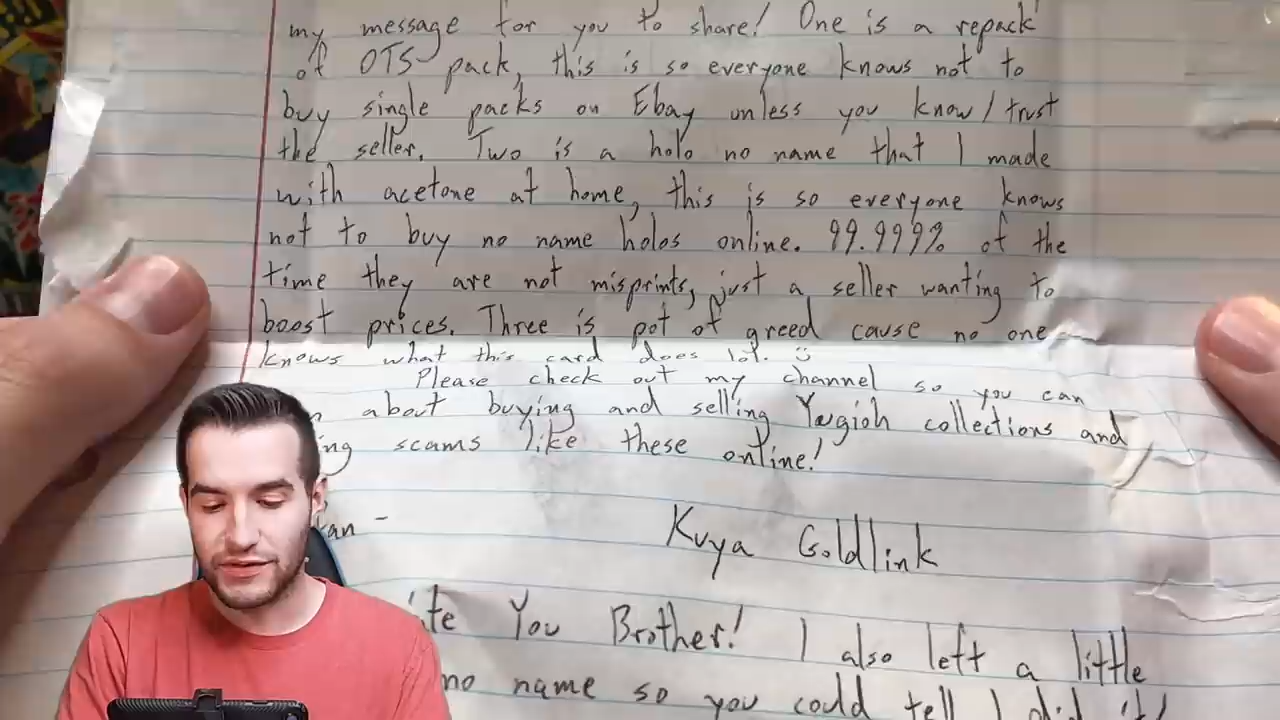 my message for you to share! One is a repack
of OTS pack, this is so everyone knows not to
buy single packs on Ebay unless you know/trust
the seller. Two is a holo no name that I made
with acetone at home, this is so everyone knows
not to buy no name holos online. 99.999% of the
time they are not misprints, just a seller wanting to
boost prices. Three is pot of greed cause no one
knows what this card does lol. :)
Please check out my channel so you can
about buying and selling Yugioh collections and
scams like these online!
Kuya Goldlink
You Brother! I also left a little
no name so you could tell I did it!